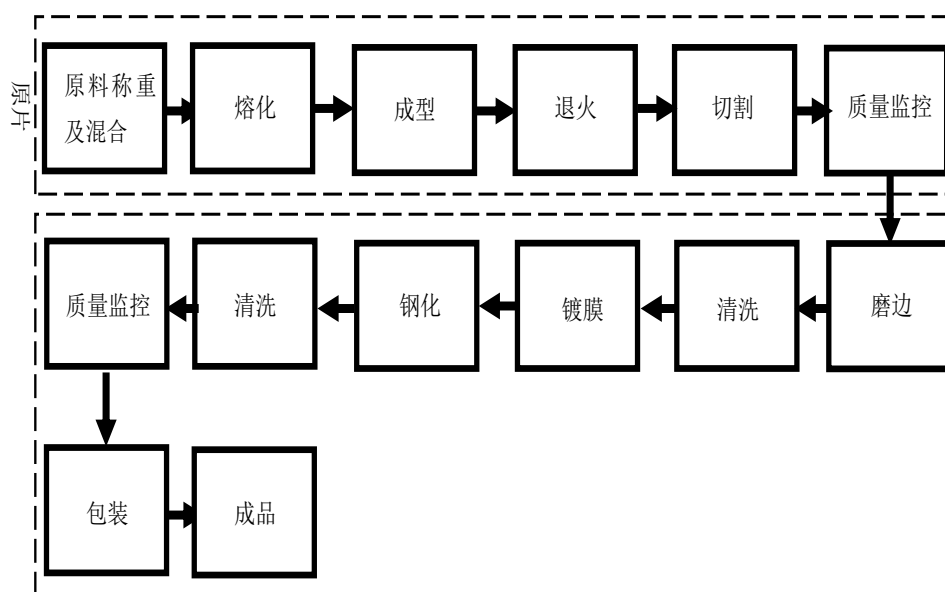 原片
原料称重
及混合
熔化
成型
退火
切割
质量监控
质量监控
清洗
钢化
镀膜
清洗
磨边
包装
成品